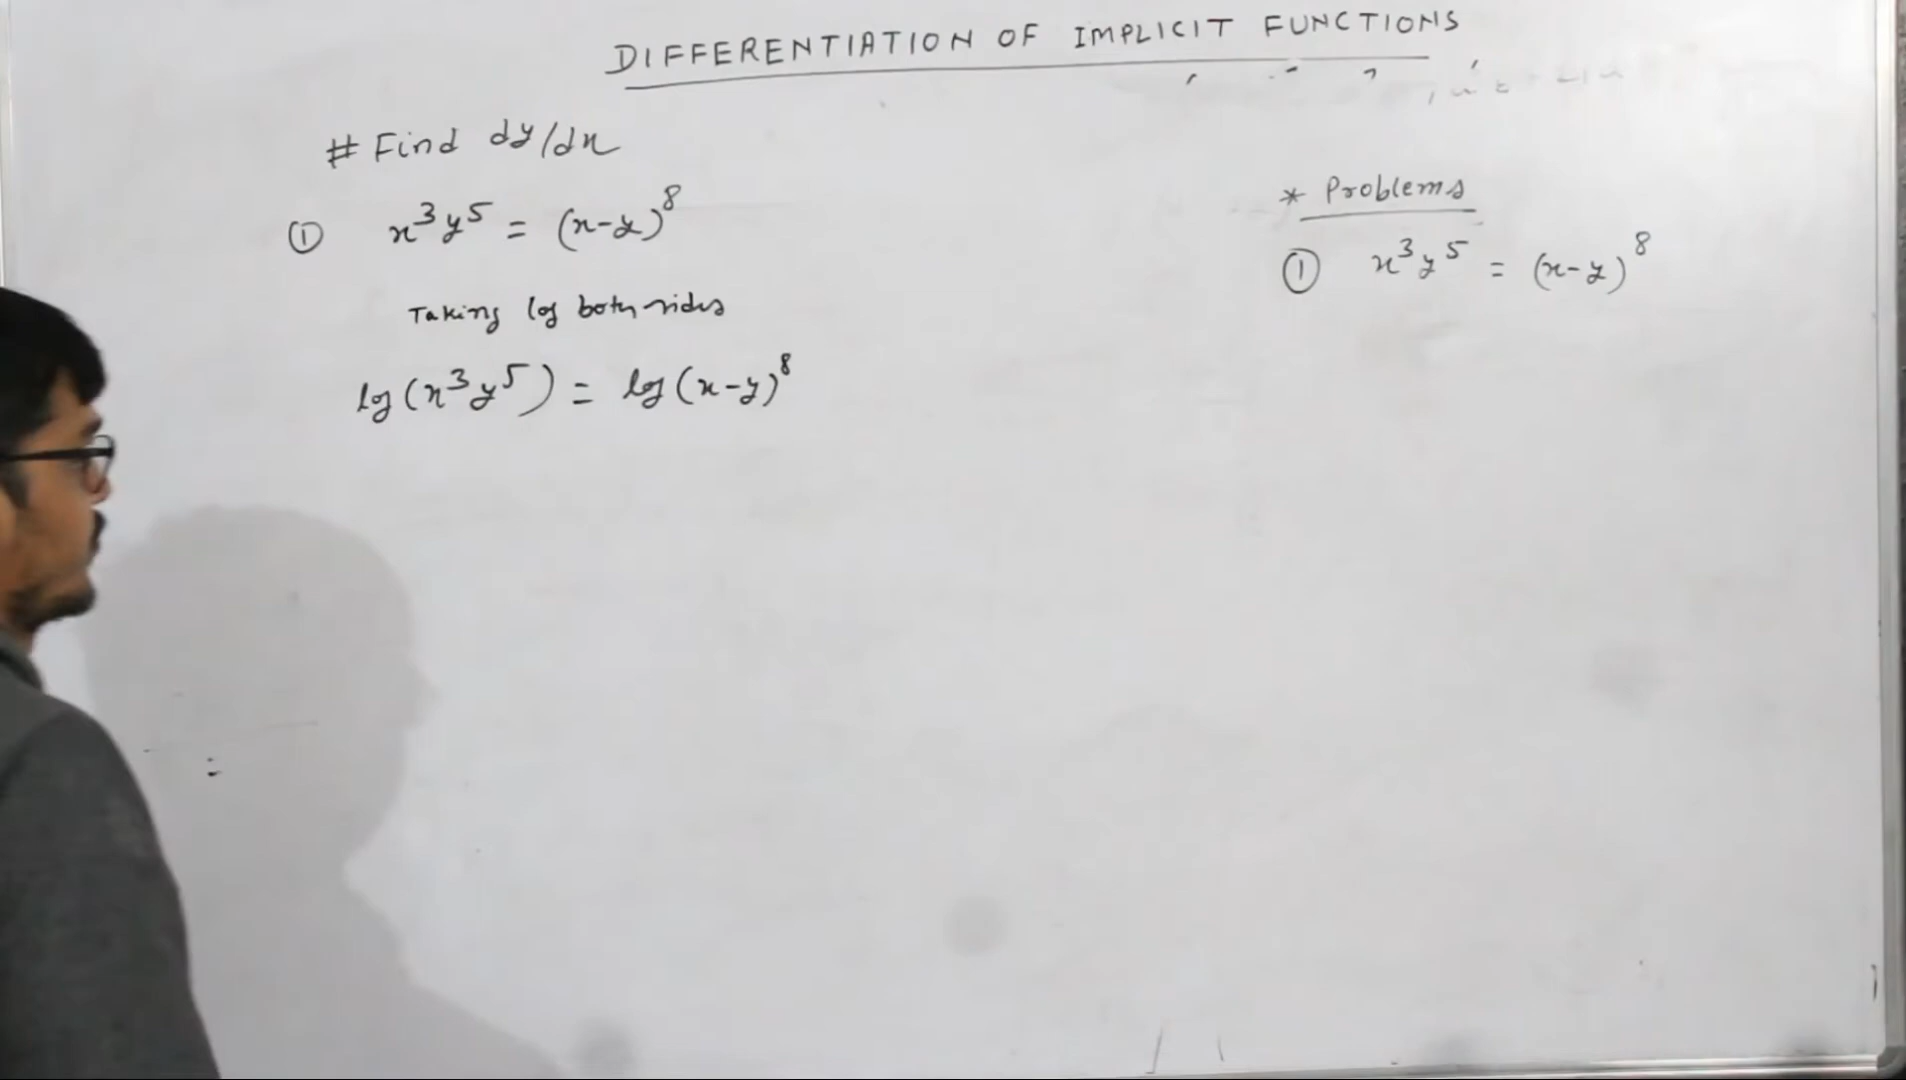 DIFFERENTIATION OF IMPLICIT FUNCTIONS
# Find dy/dx
① x³y⁵ = (x-y)⁸
Taking log both sides
log(x³y⁵) = log(x-y)⁸
* Problems
① x³y⁵ = (x-y)⁸